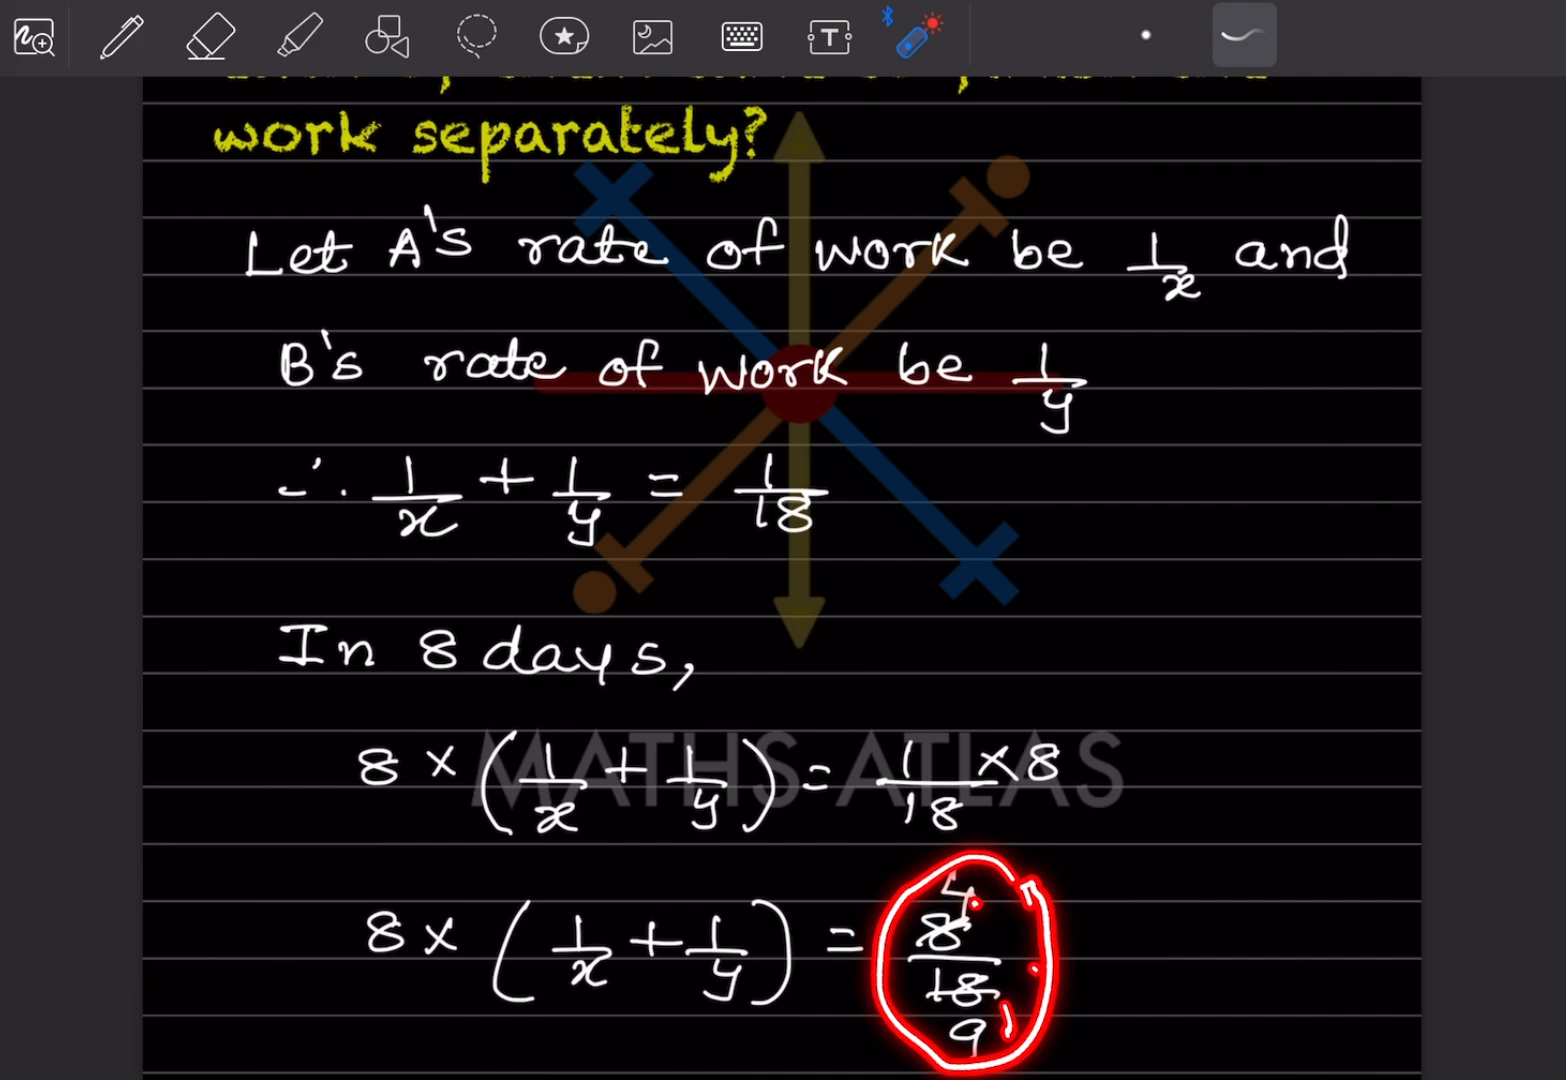 work separately?
Let A's rate of work be 1/x and
B's rate of work be 1/y
∴ 1/x + 1/y = 1/18
In 8 days,
8 × (1/x + 1/y) = 1/18 × 8
MATHS ATLAS
8 × (1/x + 1/y) = 8/18
4
9
T